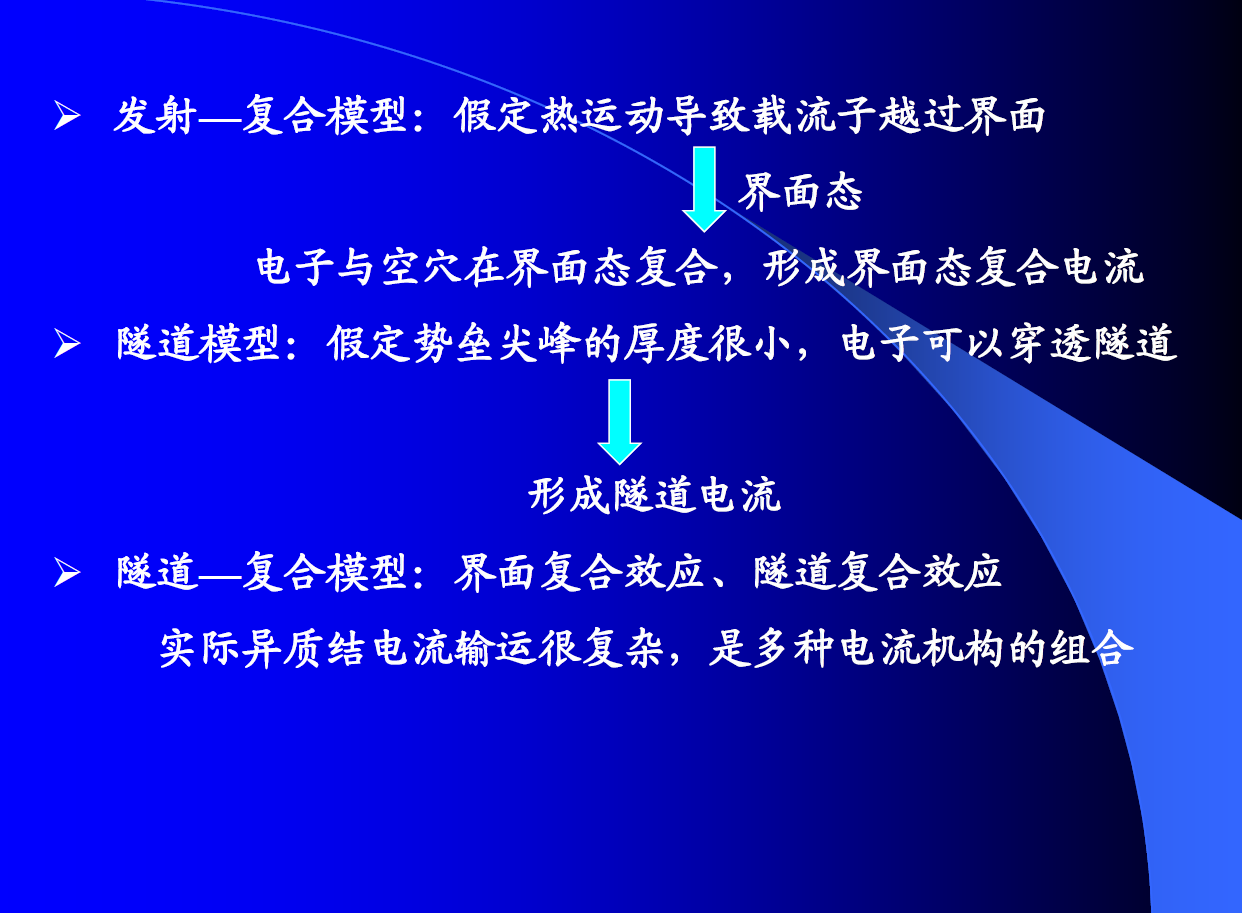 ➢ 发射—复合模型：假定热运动导致载流子越过界面
界面态
电子与空穴在界面态复合，形成界面态复合电流
➢ 隧道模型：假定势垒尖峰的厚度很小，电子可以穿透隧道
形成隧道电流
➢ 隧道—复合模型：界面复合效应、隧道复合效应
实际异质结电流输运很复杂，是多种电流机构的组合